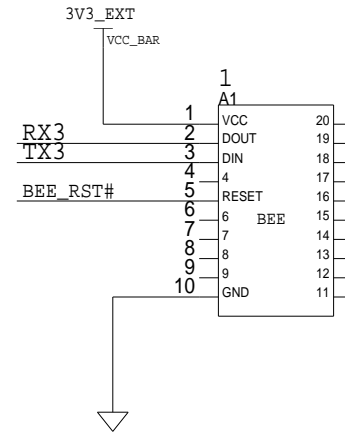 3V3_EXT
VCC_BAR
1
A1
1 VCC 20
RX3 2 DOUT 19
TX3 3 DIN 18
4 4 17
BEE_RST# 5 RESET 16
6 6 BEE 15
7 7 14
8 8 13
9 9 12
10 GND 11